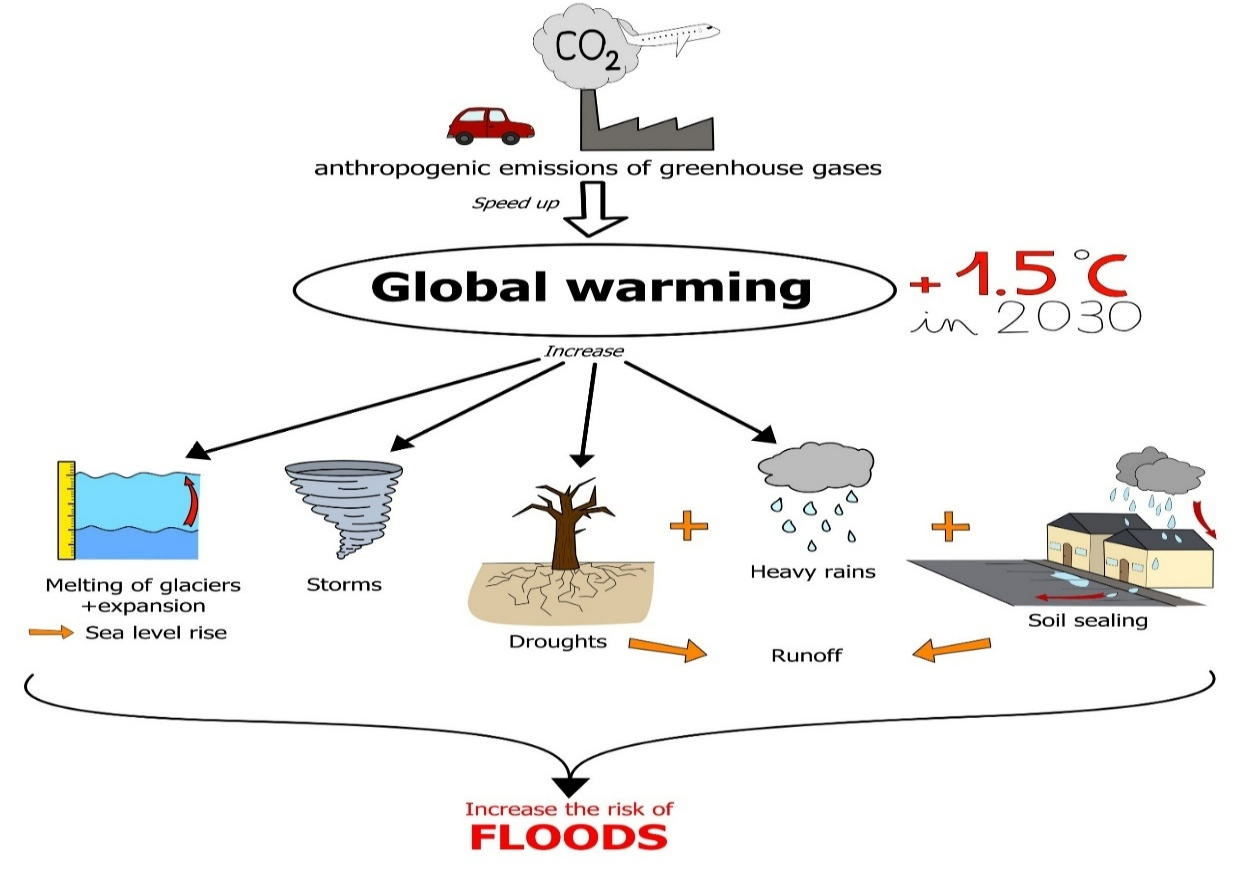 CO2
anthropogenic emissions of greenhouse gases
Speed up
Global warming
+ 1.5 °C
in 2030
Increase
Melting of glaciers
+expansion
Sea level rise
Storms
Droughts
+
Heavy rains
+
Soil sealing
Runoff
Increase the risk of
FLOODS